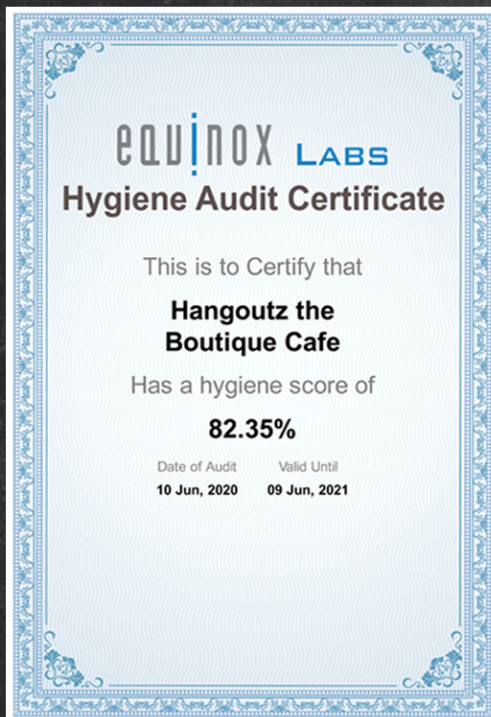 equinox LABS
Hygiene Audit Certificate
This is to Certify that
Hangoutz the
Boutique Cafe
Has a hygiene score of
82.35%
Date of Audit Valid Until
10 Jun, 2020 09 Jun, 2021